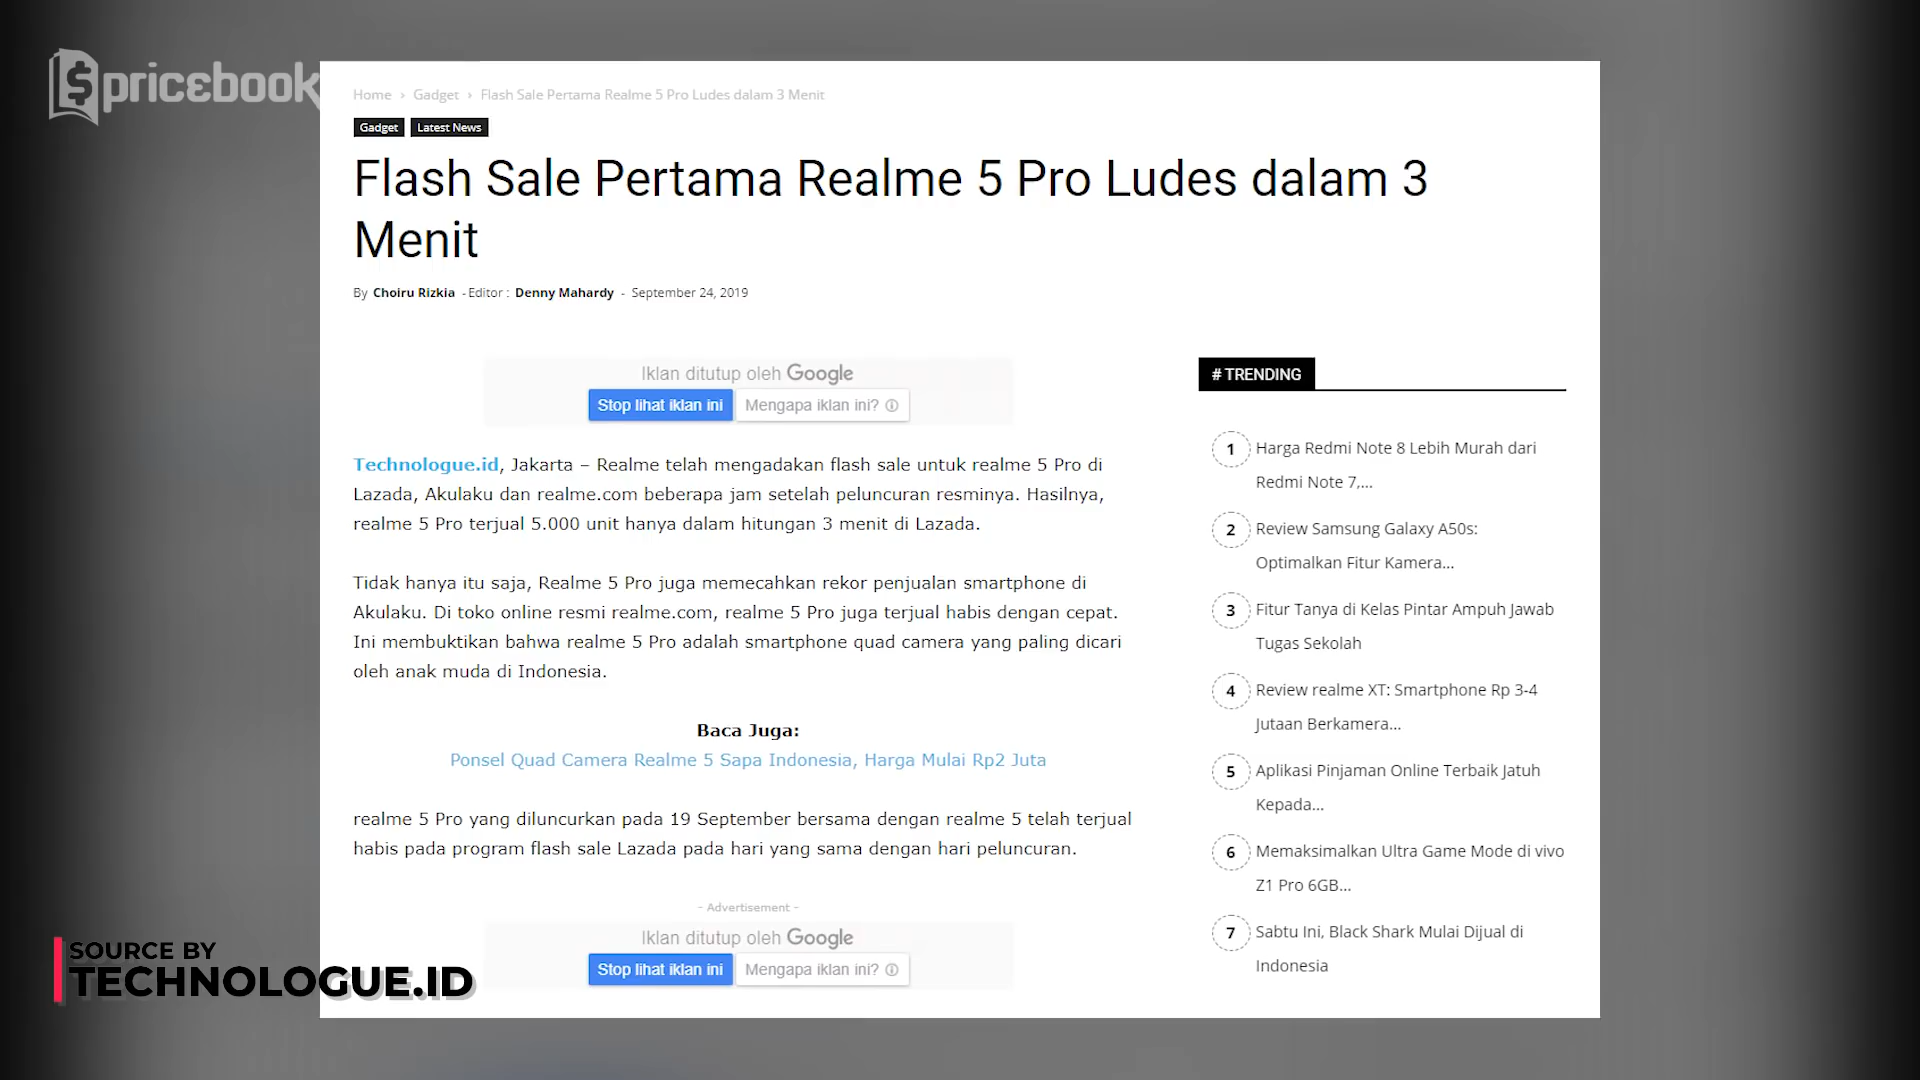 pricebook
Home › Gadget › Flash Sale Pertama Realme 5 Pro Ludes dalam 3 Menit
Gadget Latest News
Flash Sale Pertama Realme 5 Pro Ludes dalam 3
Menit
By Choiru Rizkia - Editor : Denny Mahardy - September 24, 2019
Iklan ditutup oleh Google
Stop lihat iklan ini Mengapa iklan ini?
Technologue.id, Jakarta – Realme telah mengadakan flash sale untuk realme 5 Pro di
Lazada, Akulaku dan realme.com beberapa jam setelah peluncuran resminya. Hasilnya,
realme 5 Pro terjual 5.000 unit hanya dalam hitungan 3 menit di Lazada.
Tidak hanya itu saja, Realme 5 Pro juga memecahkan rekor penjualan smartphone di
Akulaku. Di toko online resmi realme.com, realme 5 Pro juga terjual habis dengan cepat.
Ini membuktikan bahwa realme 5 Pro adalah smartphone quad camera yang paling dicari
oleh anak muda di Indonesia.
Baca Juga:
Ponsel Quad Camera Realme 5 Sapa Indonesia, Harga Mulai Rp2 Juta
realme 5 Pro yang diluncurkan pada 19 September bersama dengan realme 5 telah terjual
habis pada program flash sale Lazada pada hari yang sama dengan hari peluncuran.
- Advertisement -
Iklan ditutup oleh Google
Stop lihat iklan ini Mengapa iklan ini?
# TRENDING
1 Harga Redmi Note 8 Lebih Murah dari
Redmi Note 7,...
2 Review Samsung Galaxy A50s:
Optimalkan Fitur Kamera...
3 Fitur Tanya di Kelas Pintar Ampuh Jawab
Tugas Sekolah
4 Review realme XT: Smartphone Rp 3-4
Jutaan Berkamera...
5 Aplikasi Pinjaman Online Terbaik Jatuh
Kepada...
6 Memaksimalkan Ultra Game Mode di vivo
Z1 Pro 6GB...
7 Sabtu Ini, Black Shark Mulai Dijual di
Indonesia
SOURCE BY
TECHNOLOGUE.ID